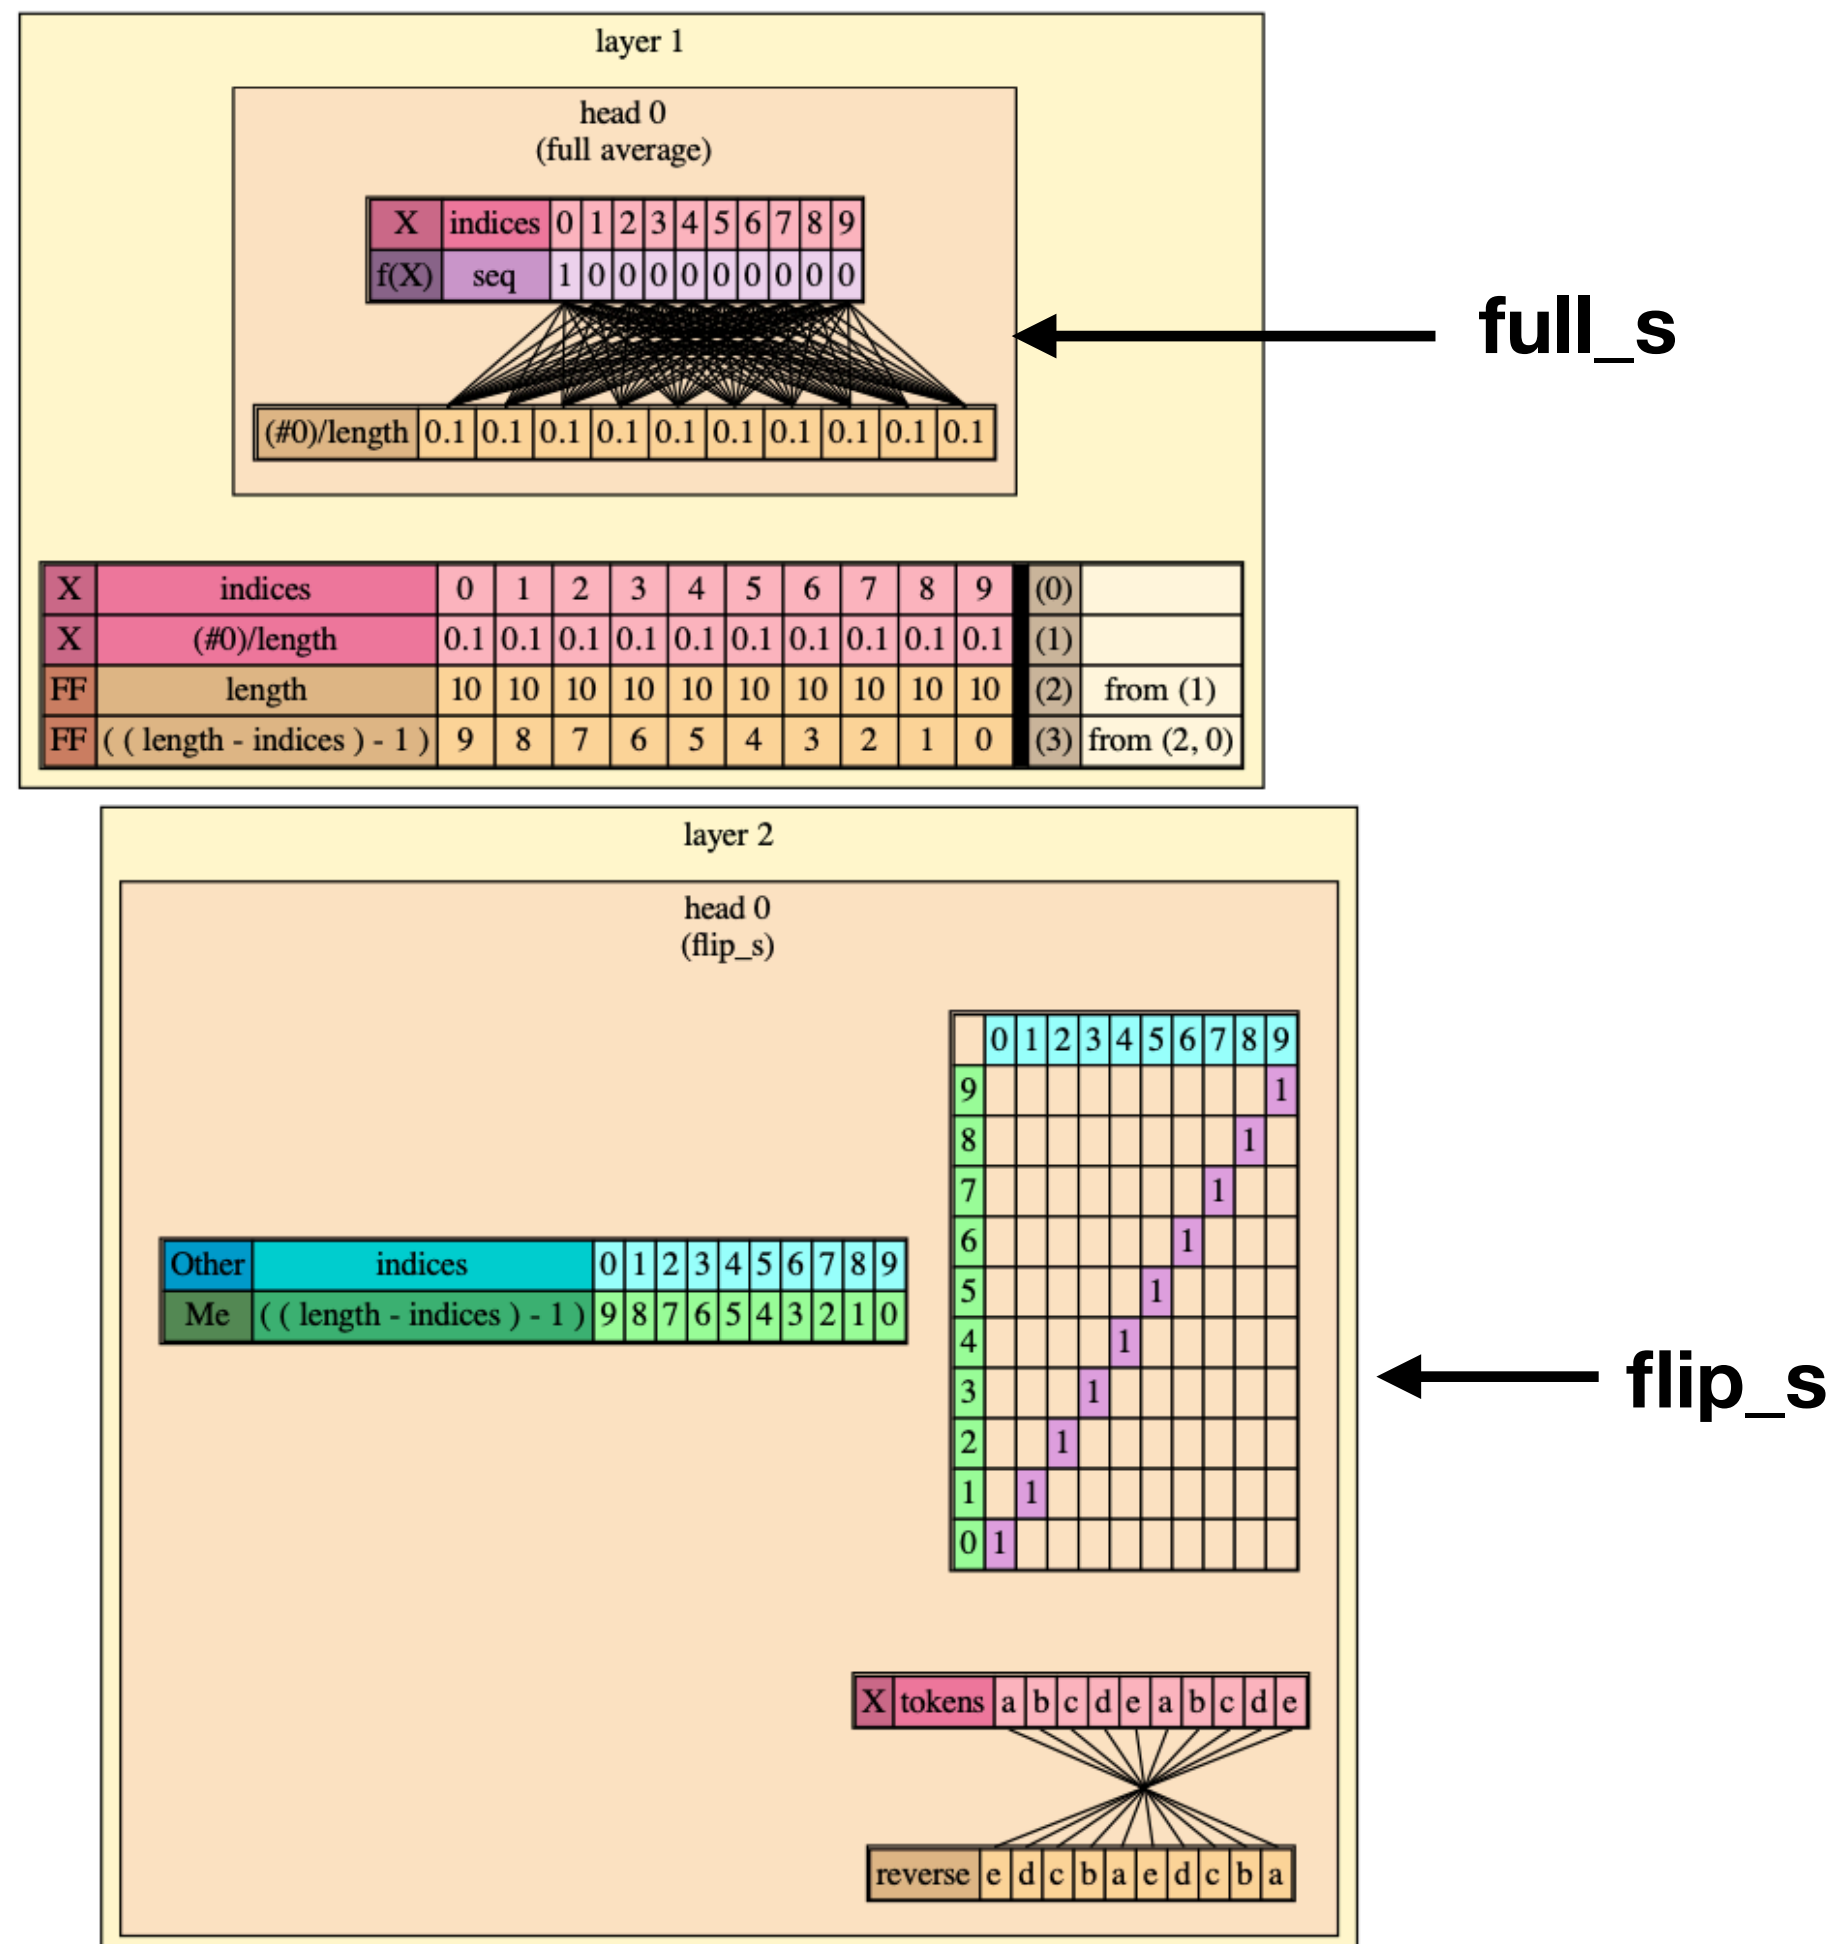 layer 1
head 0
(full average)
X indices 0 1 2 3 4 5 6 7 8 9
f(X) seq 1 0 0 0 0 0 0 0 0 0
full_s
(#0)/length 0.1 0.1 0.1 0.1 0.1 0.1 0.1 0.1 0.1 0.1
X indices 0 1 2 3 4 5 6 7 8 9 (0)
X (#0)/length 0.1 0.1 0.1 0.1 0.1 0.1 0.1 0.1 0.1 0.1 (1)
FF length 10 10 10 10 10 10 10 10 10 10 (2) from (1)
FF ( ( length - indices ) - 1 ) 9 8 7 6 5 4 3 2 1 0 (3) from (2, 0)
layer 2
head 0
(flip_s)
Other indices 0 1 2 3 4 5 6 7 8 9
Me ( ( length - indices ) - 1 ) 9 8 7 6 5 4 3 2 1 0
0 1 2 3 4 5 6 7 8 9
9 1
8 1
7 1
6 1
5 1
4 1
3 1
2 1
1 1
0 1
flip_s
X tokens a b c d e a b c d e
reverse e d c b a e d c b a